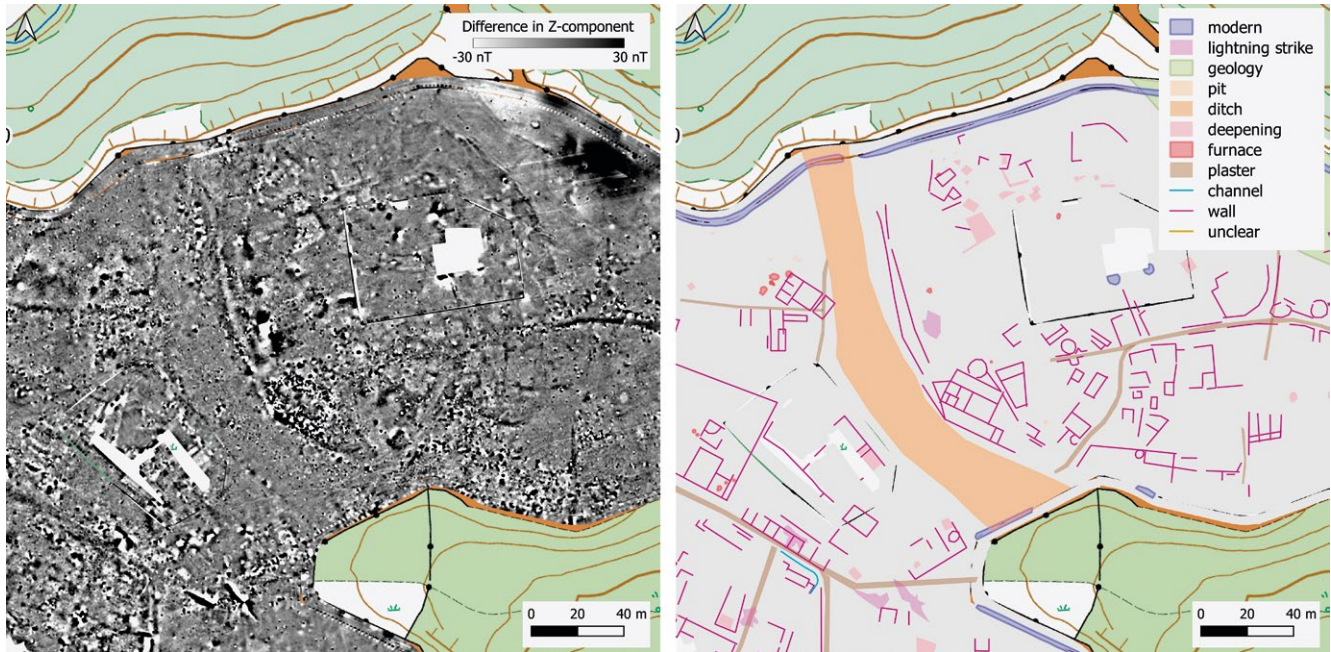 Difference in Z-component
-30 nT 30 nT
0 20 40 m
modern
lightning strike
geology
pit
ditch
deepening
furnace
plaster
channel
wall
unclear
0 20 40 m